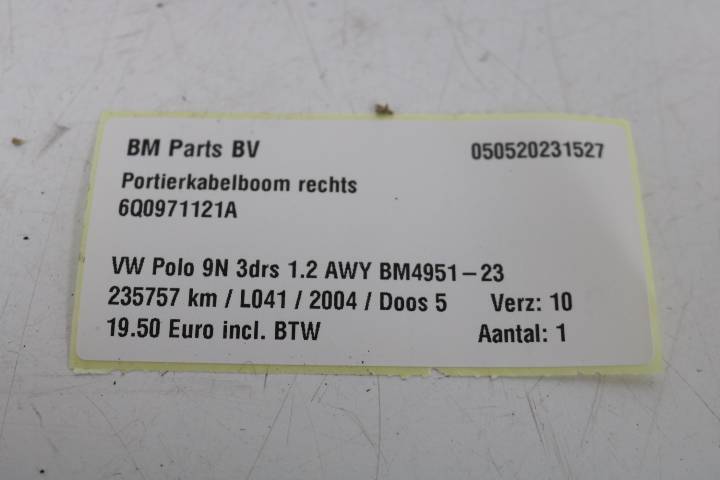 BM Parts BV 050520231527
Portierkabelboom rechts
6Q0971121A
VW Polo 9N 3drs 1.2 AWY BM4951-23
235757 km / L041 / 2004 / Doos 5 Verz: 10
19.50 Euro incl. BTW Aantal: 1